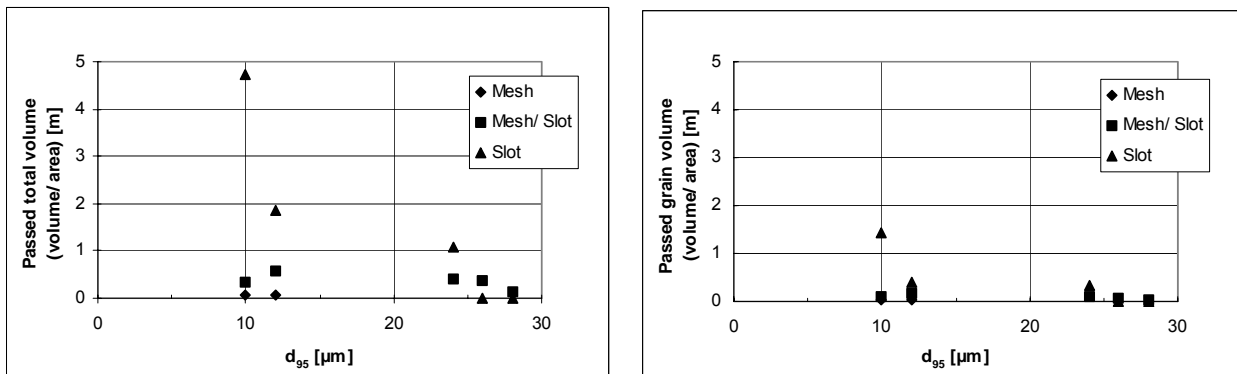 Passed total volume
(volume/ area) [m]
5
4
3
2
1
0
0
10
20
30
d95 [µm]
Mesh
Mesh/ Slot
Slot
Passed grain volume
(volume/ area) [m]
5
4
3
2
1
0
0
10
20
30
d95 [µm]
Mesh
Mesh/ Slot
Slot